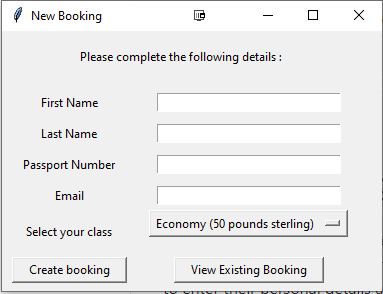 New Booking
Please complete the following details :
First Name
Last Name
Passport Number
Email
Select your class
Economy (50 pounds sterling)
Create booking
View Existing Booking
to enter their personal details a